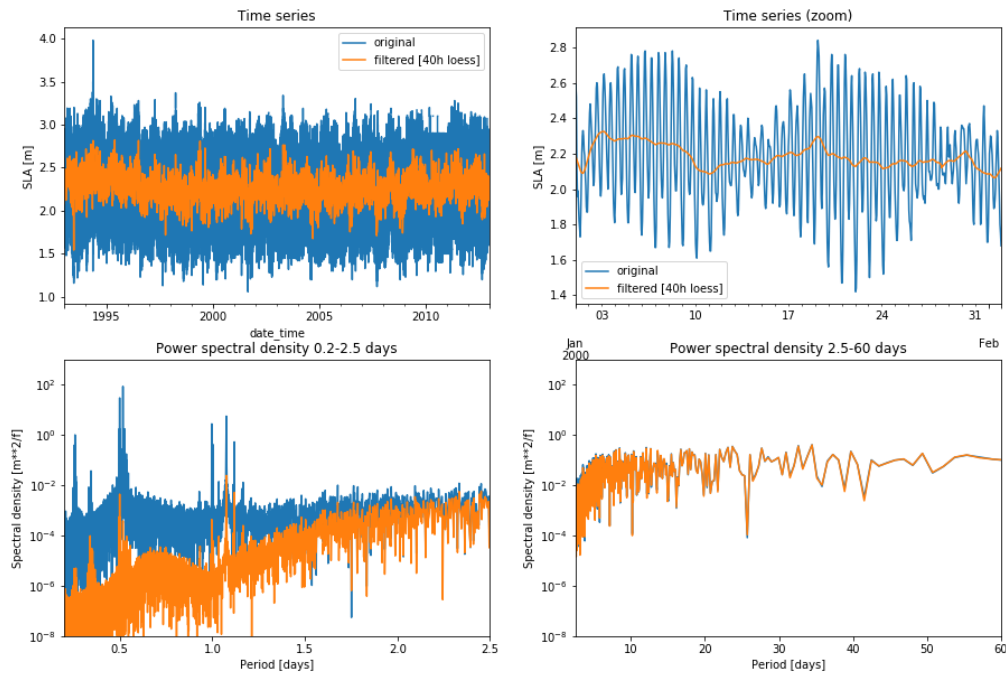 Time series
4.0
3.5
3.0
2.5
2.0
1.5
1.0
SLA [m]
original
filtered [40h loess]
1995
2000
2005
2010
date_time
Time series (zoom)
2.8
2.6
2.4
2.2
2.0
1.8
1.6
1.4
SLA [m]
original
filtered [40h loess]
03
10
17
24
31
Jan
2000
Feb
Power spectral density 0.2-2.5 days
10^2
10^0
10^-2
10^-4
10^-6
10^-8
Spectral density [m**2/f]
0.5
1.0
1.5
2.0
2.5
Period [days]
Power spectral density 2.5-60 days
10^2
10^0
10^-2
10^-4
10^-6
10^-8
Spectral density [m**2/f]
10
20
30
40
50
60
Period [days]